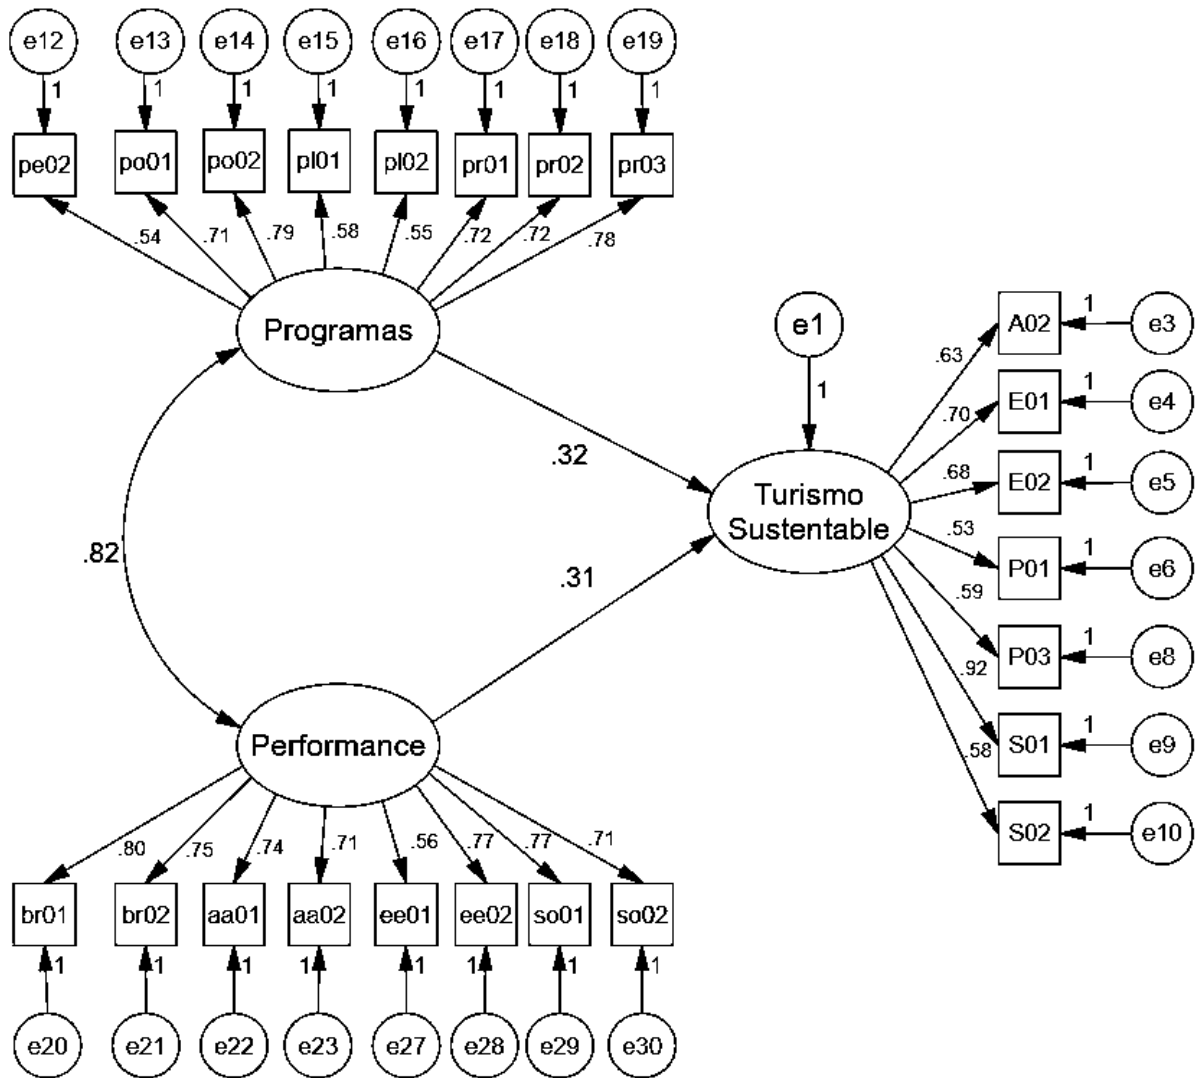 e12 e13 e14 e15 e16 e17 e18 e19
1 1 1 1 1 1 1 1
pe02 po01 po02 pl01 pl02 pr01 pr02 pr03
.54 .71 .79 .58 .55 .72 .72 .78
Programas
e1
1
A02 1 e3
.63
E01 1 e4
.70
.32
Turismo
Sustentable
.68
E02 1 e5
.53
P01 1 e6
.82
.31
.59
P03 1 e8
.92
S01 1 e9
.58
S02 1 e10
Performance
.80 .75 .74 .71 .56 .77 .77 .71
br01 br02 aa01 aa02 ee01 ee02 so01 so02
1 1 1 1 1 1 1 1
e20 e21 e22 e23 e27 e28 e29 e30